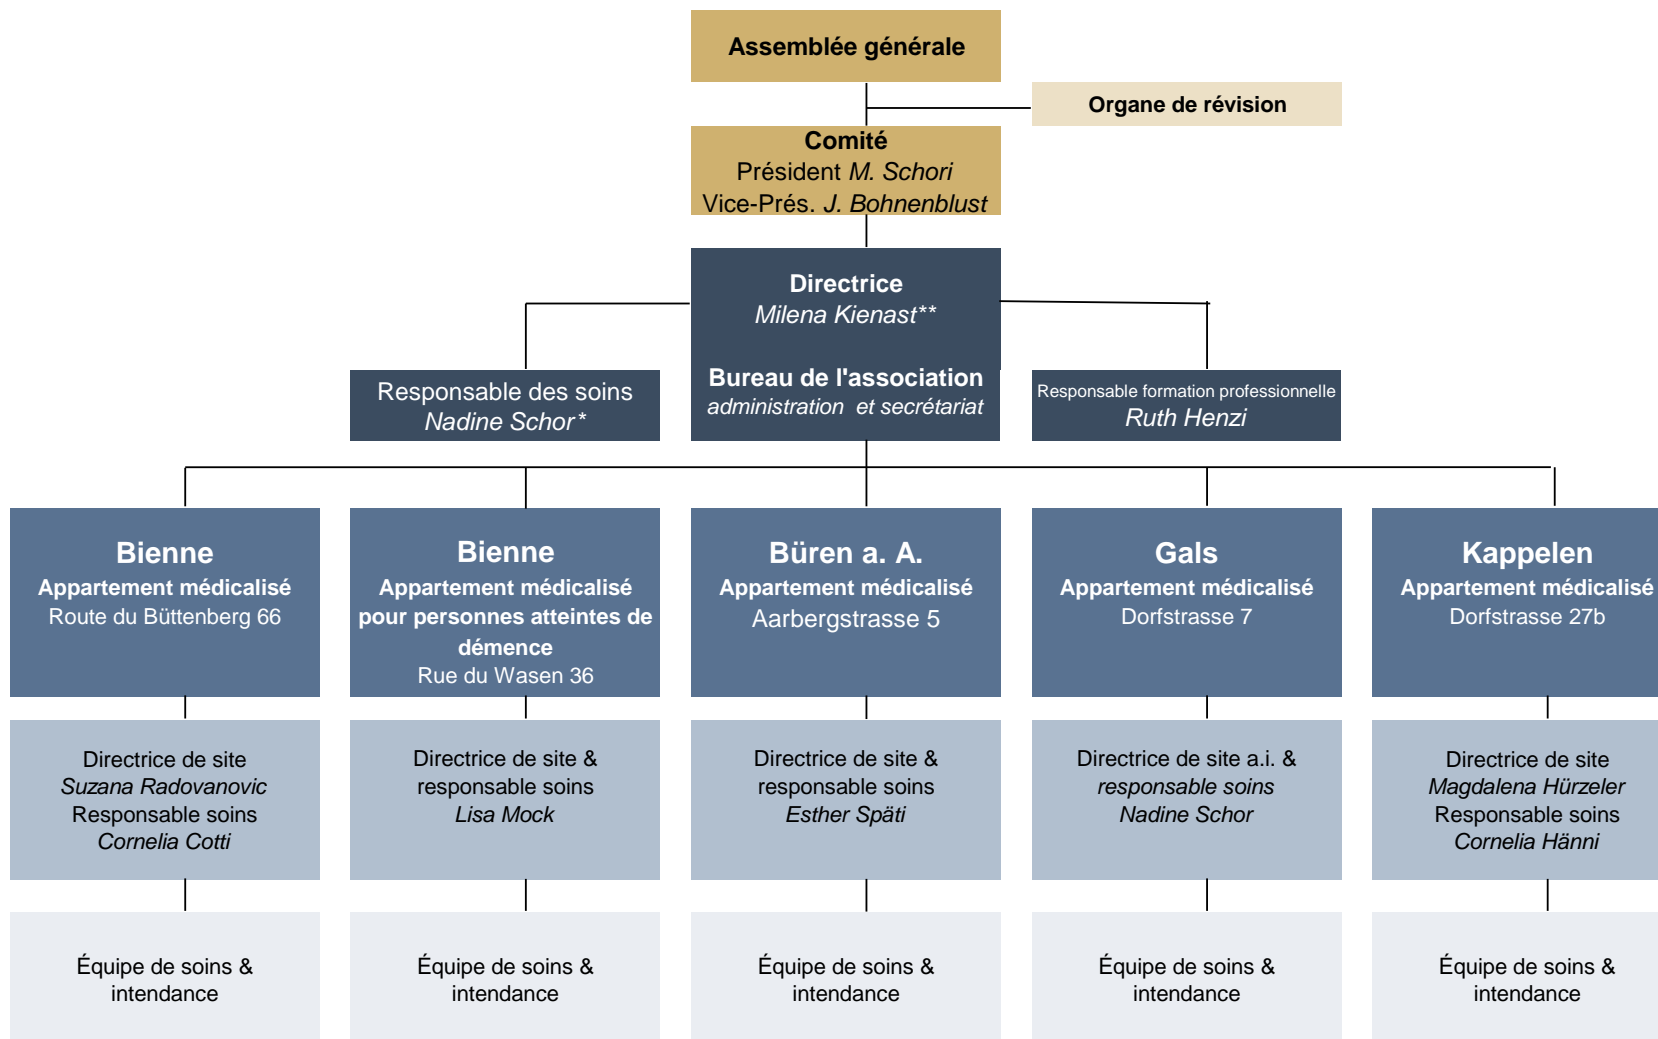 Assemblée générale
Organe de révision
Comité
Président M. Schori
Vice-Prés. J. Bohnenblust
Directrice
Milena Kienast**
Bureau de l'association
administration et secrétariat
Responsable des soins
Nadine Schor*
Responsable formation professionnelle
Ruth Henzi
Bienne
Appartement médicalisé
Route du Büttenberg 66
Bienne
Appartement médicalisé
pour personnes atteintes de
démence
Rue du Wasen 36
Büren a. A.
Appartement médicalisé
Aarbergstrasse 5
Gals
Appartement médicalisé
Dorfstrasse 7
Kappelen
Appartement médicalisé
Dorfstrasse 27b
Directrice de site
Suzana Radovanovic
Responsable soins
Cornelia Cotti
Directrice de site &
responsable soins
Lisa Mock
Directrice de site &
responsable soins
Esther Späti
Directrice de site a.i. &
responsable soins
Nadine Schor
Directrice de site
Magdalena Hürzeler
Responsable soins
Cornelia Hänni
Équipe de soins &
intendance
Équipe de soins &
intendance
Équipe de soins &
intendance
Équipe de soins &
intendance
Équipe de soins &
intendance